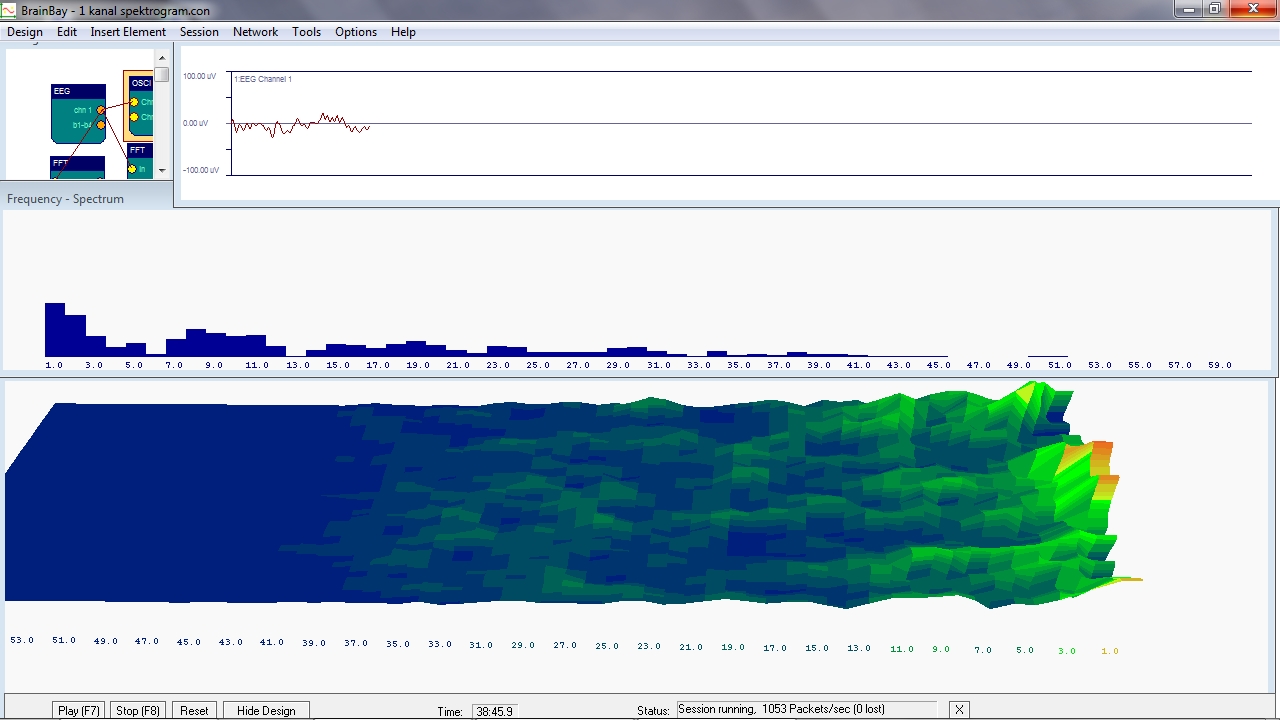 BrainBay - 1 kanal spektrogram.con
Design Edit Insert Element Session Network Tools Options Help
EEG
chn 1
b1-b4
OSCI
Chn
Chn
FFT
FFT
In
100.00 uV
0.00 uV
-100.00 uV
1:EEG Channel 1
Frequency - Spectrum
1.0 3.0 5.0 7.0 9.0 11.0 13.0 15.0 17.0 19.0 21.0 23.0 25.0 27.0 29.0 31.0 33.0 35.0 37.0 39.0 41.0 43.0 45.0 47.0 49.0 51.0 53.0 55.0 57.0 59.0
53.0 51.0 49.0 47.0 45.0 43.0 41.0 39.0 37.0 35.0 33.0 31.0 29.0 27.0 25.0 23.0 21.0 19.0 17.0 15.0 13.0 11.0 9.0 7.0 5.0 3.0 1.0
Play (F7) Stop (F8) Reset Hide Design Time: 38:45.9 Status: Session running, 1053 Packets/sec (0 lost) X